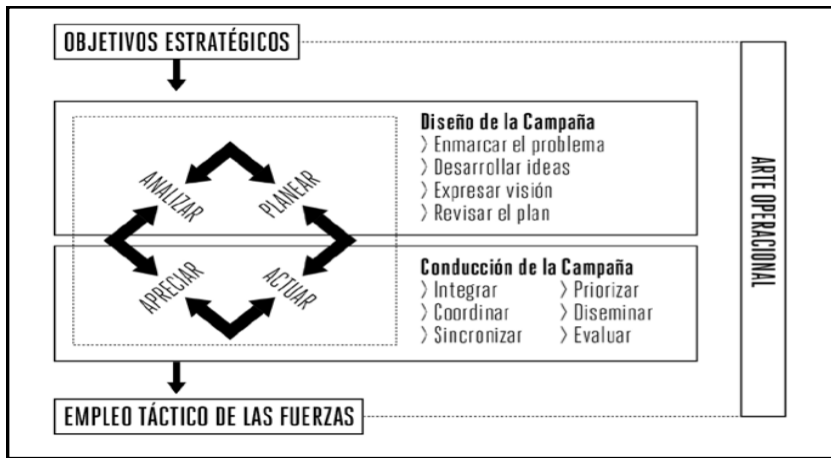 OBJETIVOS ESTRATÉGICOS
Diseño de la Campaña
> Enmarcar el problema
> Desarrollar ideas
> Expresar visión
> Revisar el plan
ANALIZAR
PLANEAR
APRECIAR
ACTUAR
Conducción de la Campaña
> Integrar > Priorizar
> Coordinar > Diseminar
> Sincronizar > Evaluar
EMPLEO TÁCTICO DE LAS FUERZAS
ARTE OPERACIONAL